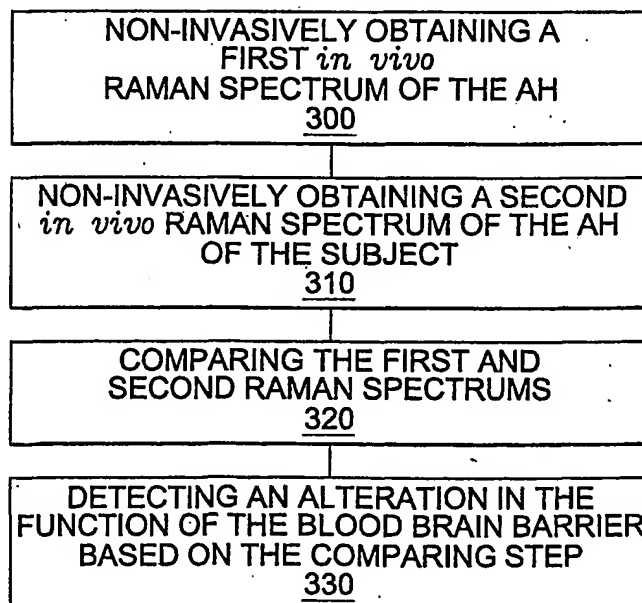 NON-INVASIVELY OBTAINING A
FIRST in vivo
RAMAN SPECTRUM OF THE AH
300
NON-INVASIVELY OBTAINING A SECOND
in vivo RAMAN SPECTRUM OF THE AH
OF THE SUBJECT
310
COMPARING THE FIRST AND
SECOND RAMAN SPECTRUMS
320
DETECTING AN ALTERATION IN THE
FUNCTION OF THE BLOOD BRAIN BARRIER
BASED ON THE COMPARING STEP
330